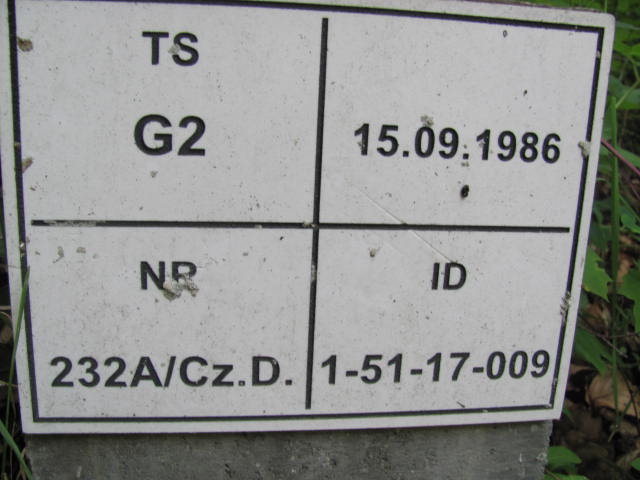 TS
G2
15.09.1986
NR
232A/Cz.D.
ID
1-51-17-009